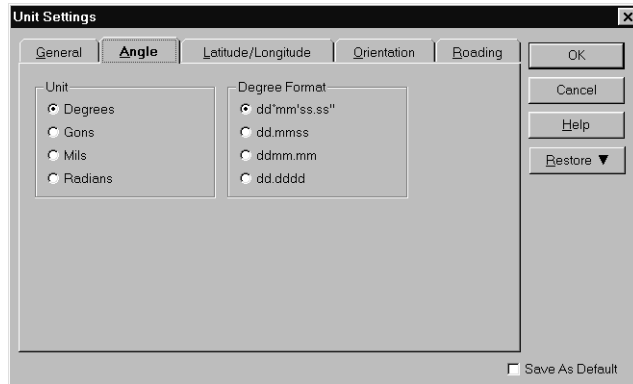 Unit Settings
General Angle Latitude/Longitude Orientation Roading
Unit
Degrees
Gons
Mils
Radians
Degree Format
dd°mm'ss.ss"
dd.mmss
ddmm.mm
dd.dddd
OK
Cancel
Help
Restore ▼
Save As Default